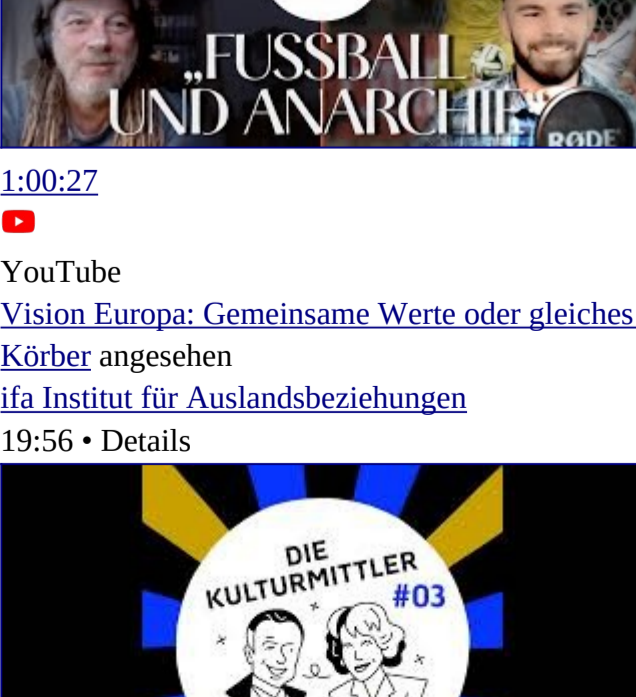 „FUSSBALL
UND ANARCHIE
RØDE
1:00:27
YouTube
Vision Europa: Gemeinsame Werte oder gleiches
Körber angesehen
ifa Institut für Auslandsbeziehungen
19:56 • Details
DIE
KULTURMITTLER
#03